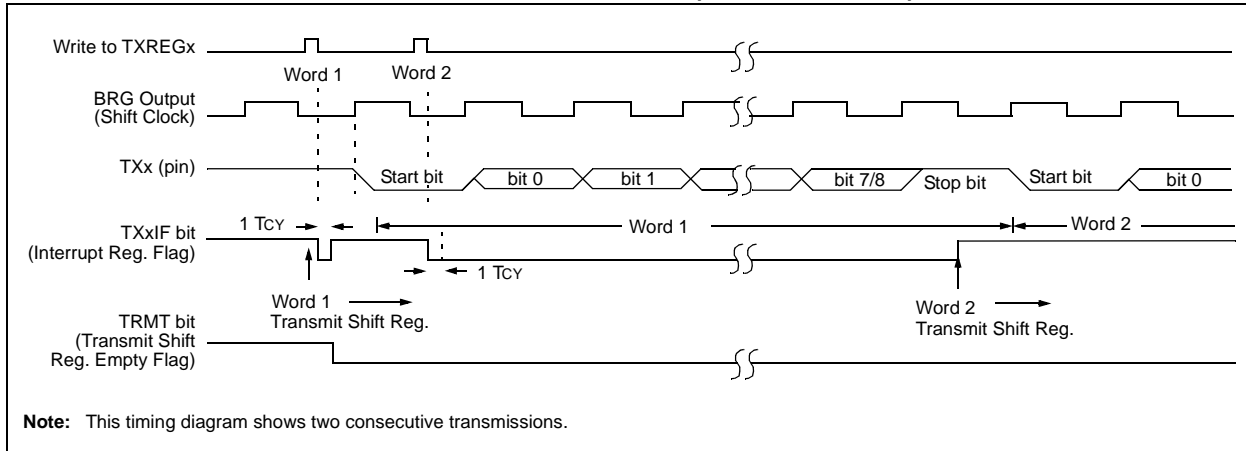 Write to TXREGx
Word 1
Word 2
BRG Output
(Shift Clock)
TXx (pin)
Start bit
bit 0
bit 1
bit 7/8
Stop bit
Start bit
bit 0
1 TCY
Word 1
Word 2
TXxIF bit
(Interrupt Reg. Flag)
1 TCY
Word 1
Transmit Shift Reg.
Word 2
Transmit Shift Reg.
TRMT bit
(Transmit Shift
Reg. Empty Flag)
Note: This timing diagram shows two consecutive transmissions.